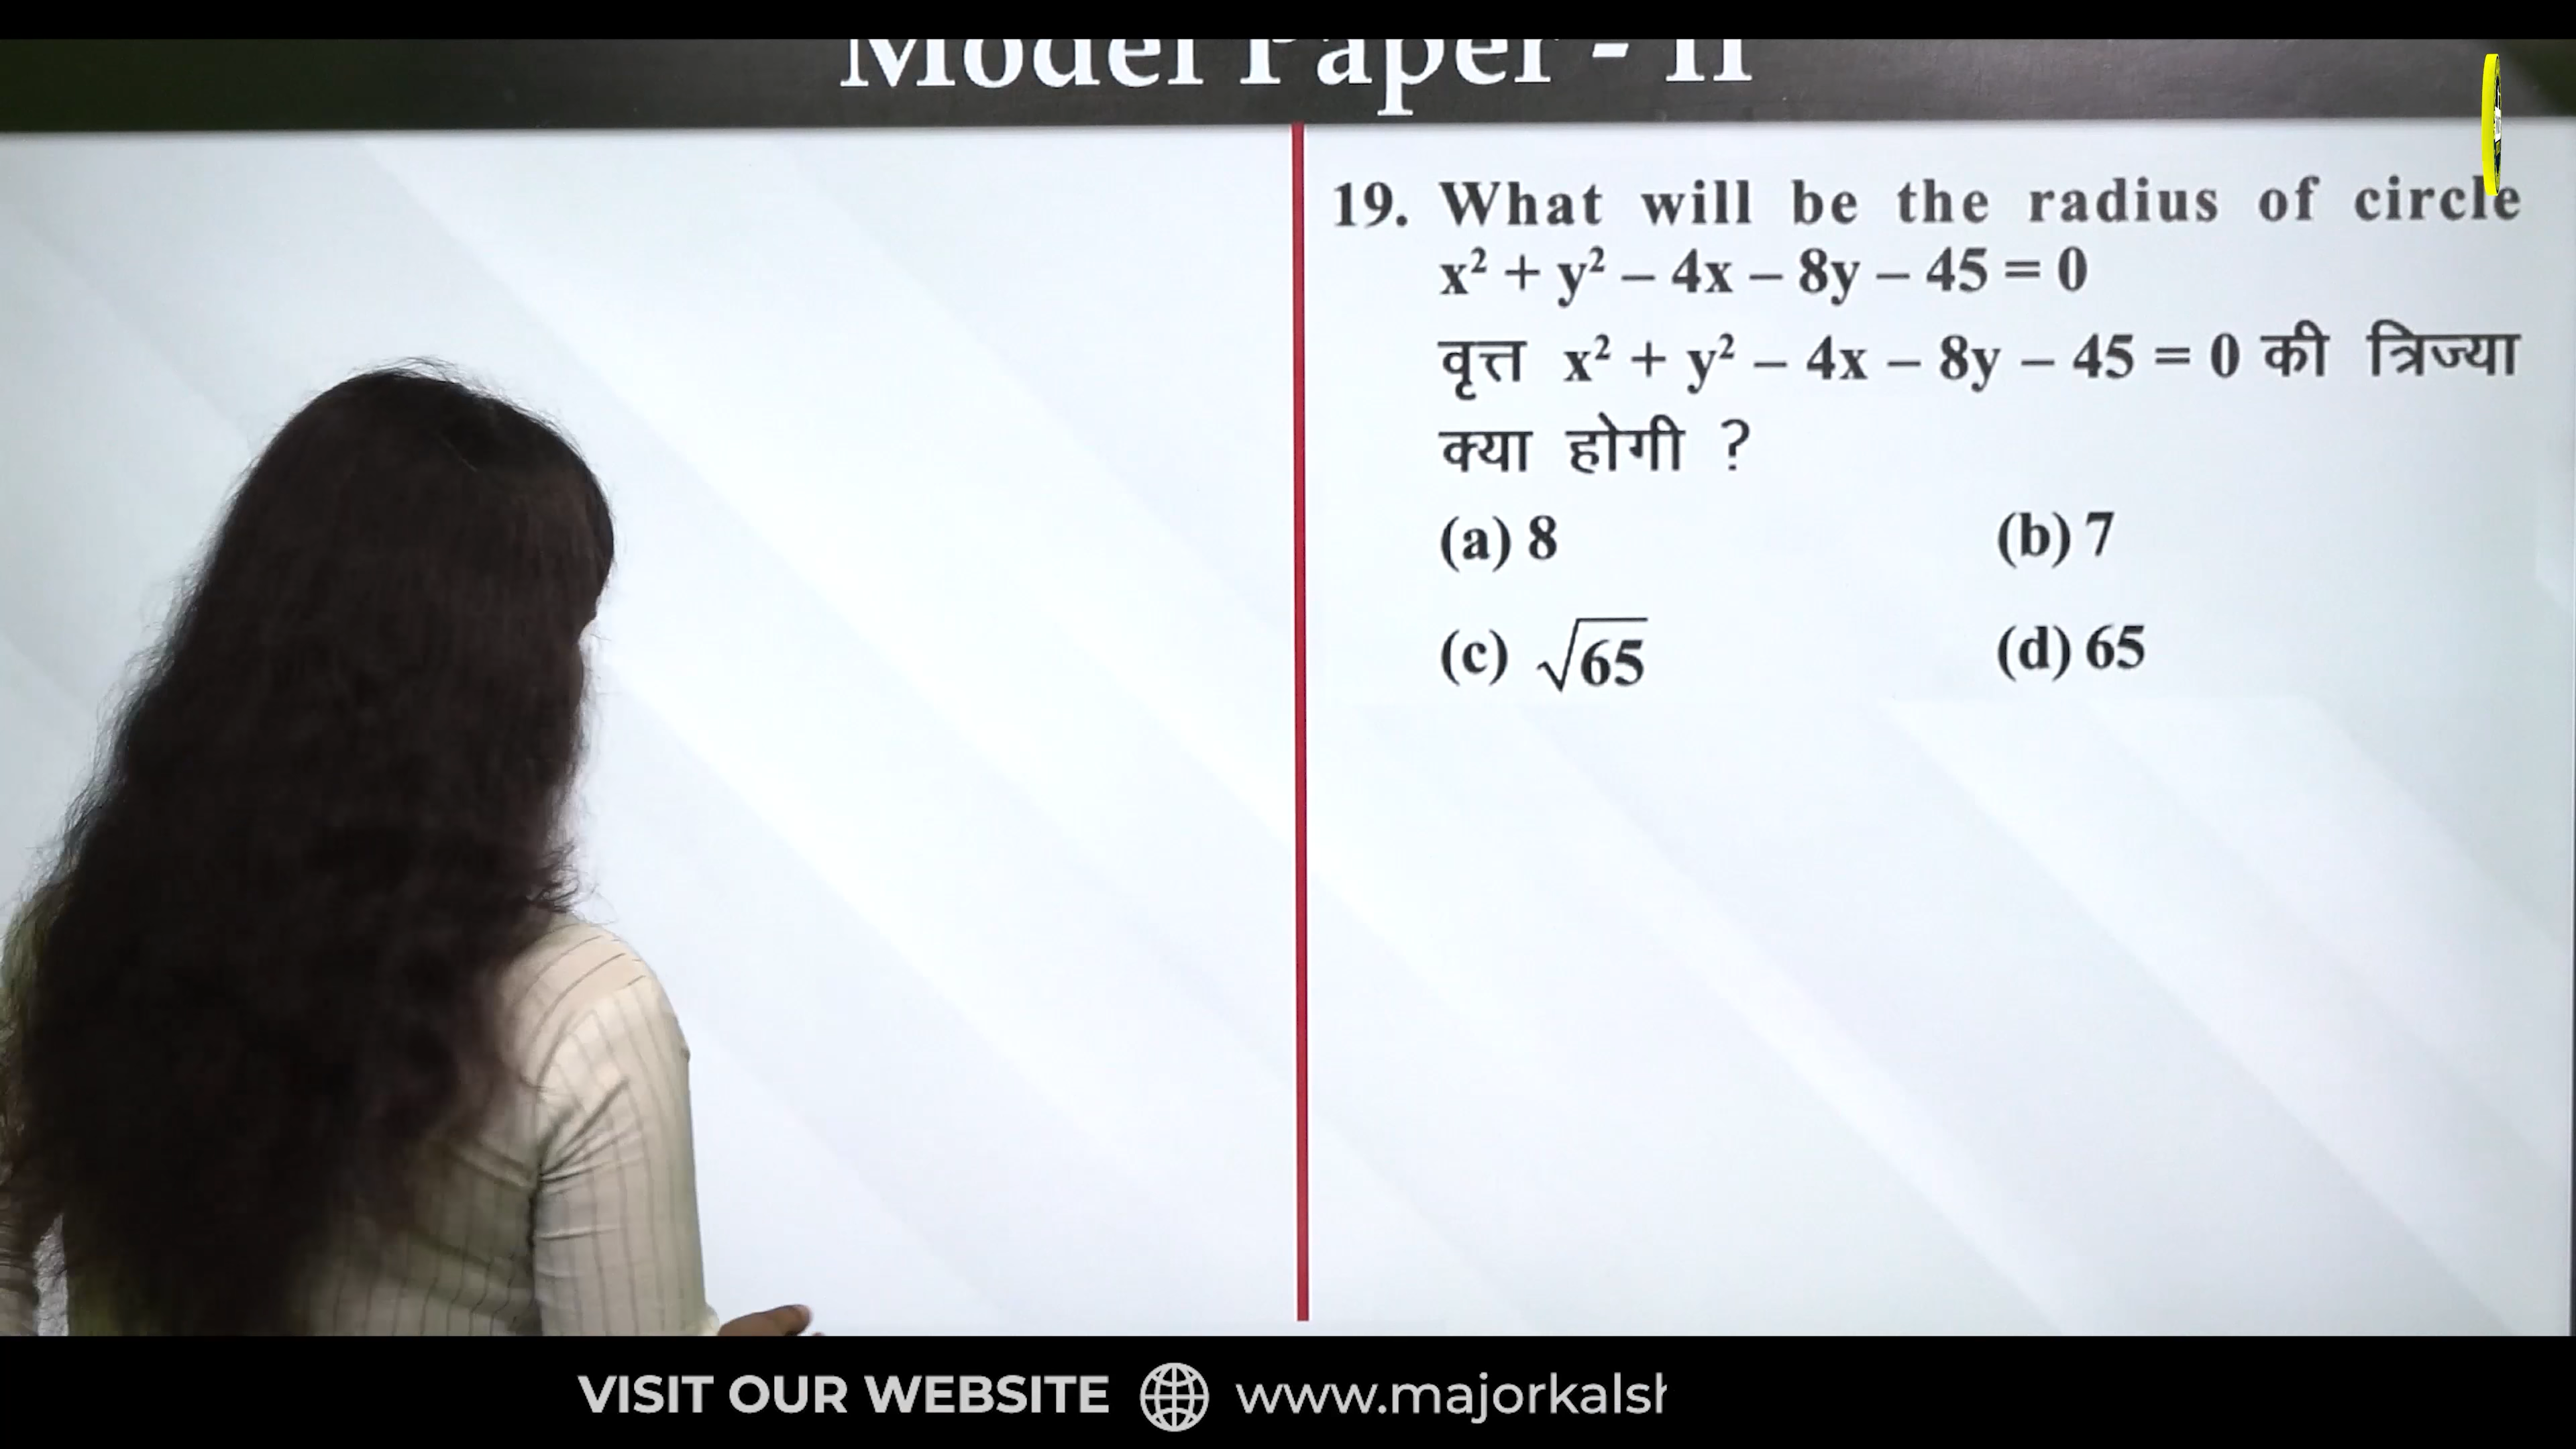 Model Paper - II
19. What will be the radius of circle
x² + y² – 4x – 8y – 45 = 0
वृत्त x² + y² – 4x – 8y – 45 = 0 की त्रिज्या
क्या होगी ?
(a) 8 (b) 7
(c) √65 (d) 65
VISIT OUR WEBSITE www.majorkalsh